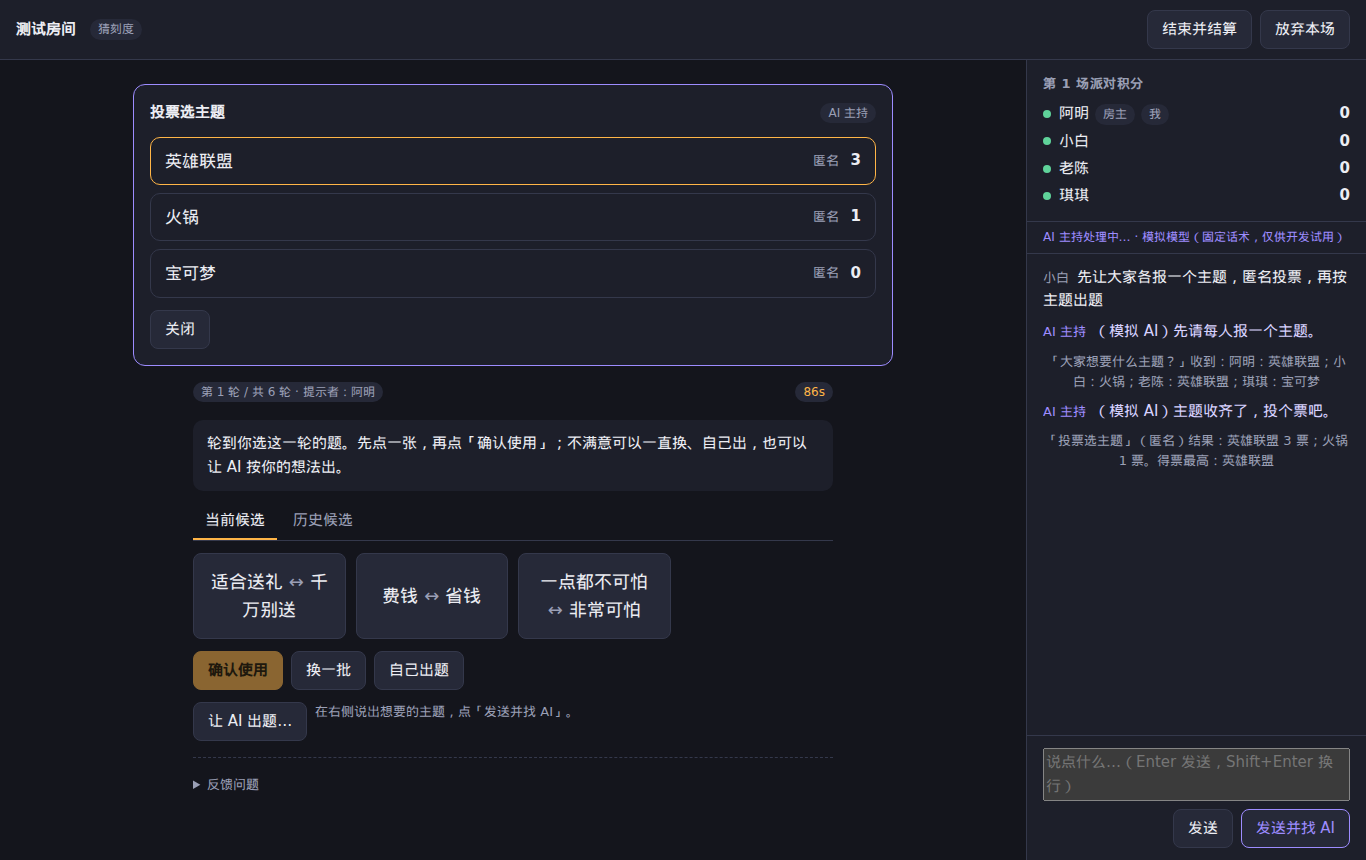 测试房间 猜刻度
结束并结算 放弃本场
投票选主题 AI 主持
英雄联盟 匿名 3
火锅 匿名 1
宝可梦 匿名 0
关闭
第 1 轮 / 共 6 轮 · 提示者：阿明 86s
轮到你选这一轮的题。先点一张，再点「确认使用」；不满意可以一直换、自己出，也可以
让 AI 按你的想法出。
当前候选 历史候选
适合送礼 ↔ 千
万别送
费钱 ↔ 省钱
一点都不可怕
↔ 非常可怕
确认使用 换一批 自己出题
让 AI 出题… 在右侧说出想要的主题，点「发送并找 AI」。
▶ 反馈问题
第 1 场派对积分
阿明 房主 我 0
小白 0
老陈 0
琪琪 0
AI 主持处理中… · 模拟模型（固定话术，仅供开发试用）
小白 先让大家各报一个主题，匿名投票，再按
主题出题
AI 主持 （模拟 AI）先请每人报一个主题。
「大家想要什么主题？」收到：阿明：英雄联盟；小
白：火锅；老陈：英雄联盟；琪琪：宝可梦
AI 主持 （模拟 AI）主题收齐了，投个票吧。
「投票选主题」（匿名）结果：英雄联盟 3 票；火锅
1 票。得票最高：英雄联盟
说点什么…（Enter 发送，Shift+Enter 换
行）
发送 发送并找 AI